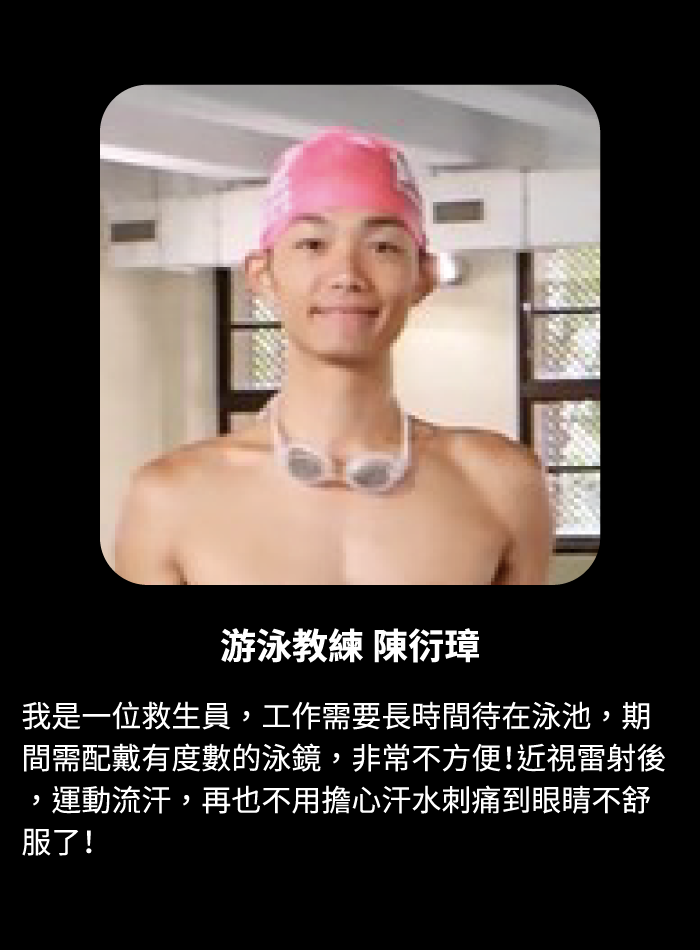 游泳教練 陳衍璋
我是一位救生員，工作需要長時間待在泳池，期
間需配戴有度數的泳鏡，非常不方便!近視雷射後
，運動流汗，再也不用擔心汗水刺痛到眼睛不舒
服了!